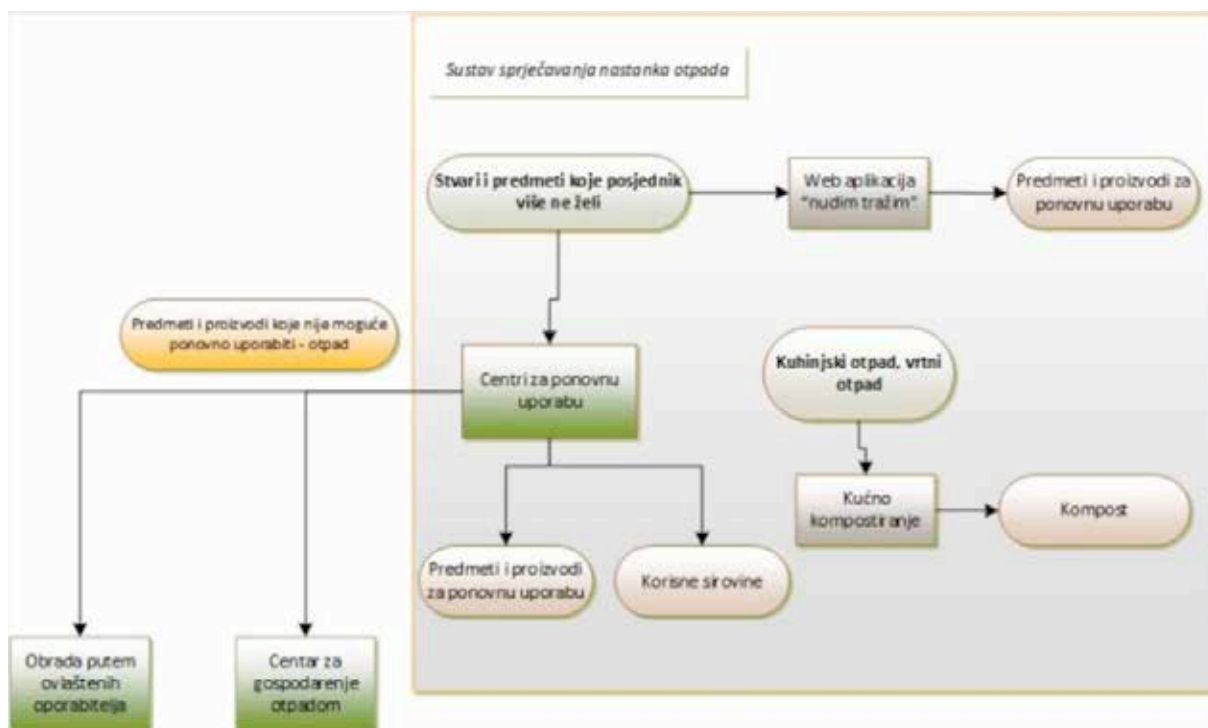 Sustav sprječavanja nastanka otpada
Stvari i predmeti koje posjednik
više ne želi
Web aplikacija
"nudim tražim"
Predmeti i proizvodi za
ponovnu uporabu
Predmeti i proizvodi koje nije moguće
ponovno uporabiti - otpad
Centri za ponovnu
uporabu
Kuhinjski otpad, vrtni
otpad
Kućno
kompostiranje
Kompost
Predmeti i proizvodi
za ponovnu uporabu
Korisne sirovine
Obrada putem
ovlaštenih
oporabitelja
Centar za
gospodarenje
otpadom